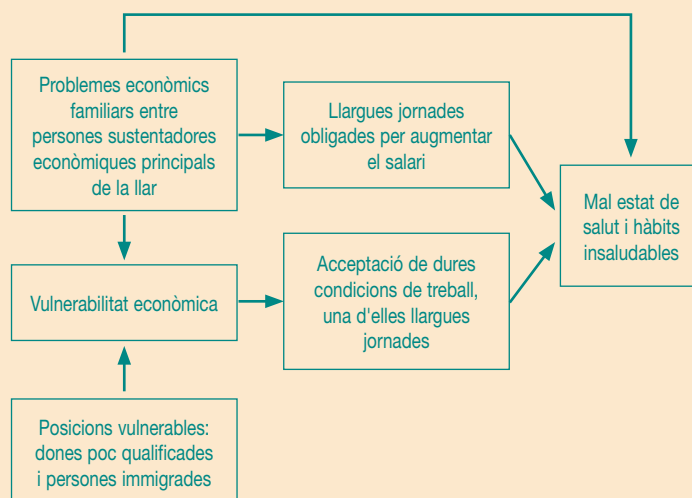 Problemes econòmics
familiars entre
persones sustentadores
econòmiques principals
de la llar
Llargues jornades
obligades per augmentar
el salari
Mal estat de
salut i hàbits
insaludables
Vulnerabilitat econòmica
Acceptació de dures
condicions de treball,
una d'elles llargues
jornades
Posicions vulnerables:
dones poc qualificades
i persones immigrades